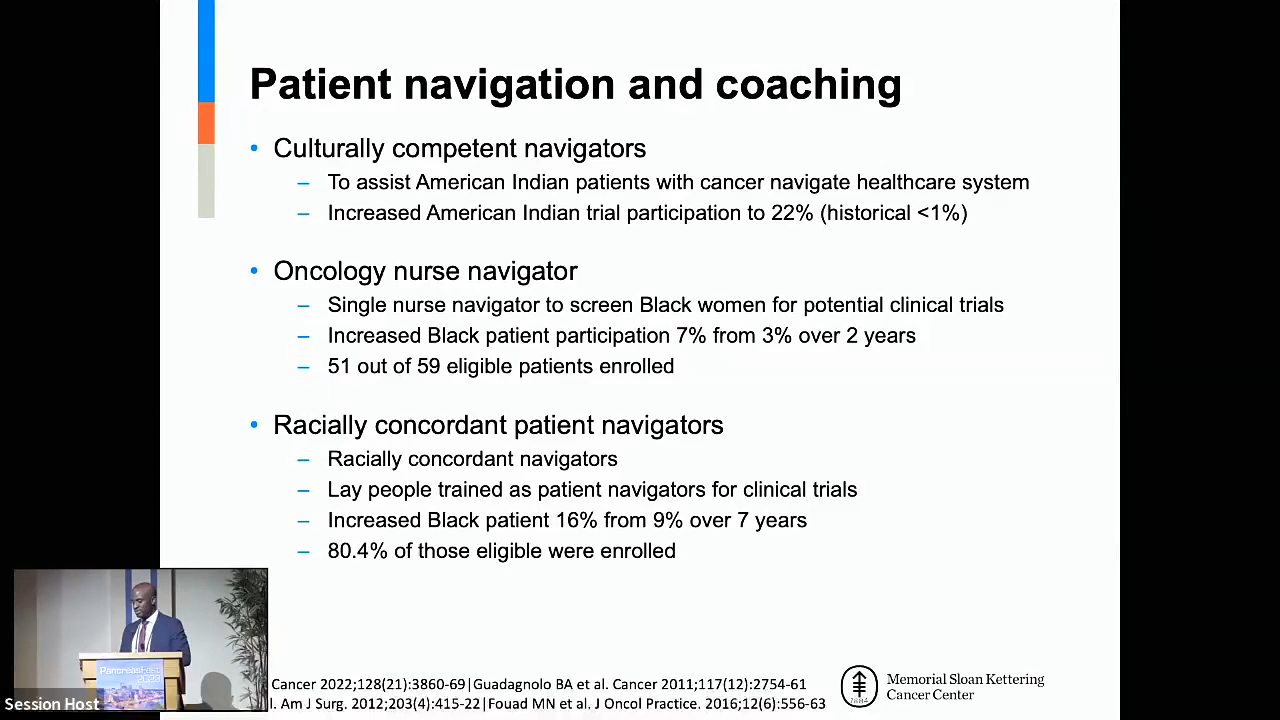 Patient navigation and coaching
• Culturally competent navigators
– To assist American Indian patients with cancer navigate healthcare system
– Increased American Indian trial participation to 22% (historical <1%)
• Oncology nurse navigator
– Single nurse navigator to screen Black women for potential clinical trials
– Increased Black patient participation 7% from 3% over 2 years
– 51 out of 59 eligible patients enrolled
• Racially concordant patient navigators
– Racially concordant navigators
– Lay people trained as patient navigators for clinical trials
– Increased Black patient 16% from 9% over 7 years
– 80.4% of those eligible were enrolled
PancreasFest
Session Host
Cancer 2022;128(21):3860-69|Guadagnolo BA et al. Cancer 2011;117(12):2754-61
l. Am J Surg. 2012;203(4):415-22|Fouad MN et al. J Oncol Practice. 2016;12(6):556-63
1884
Memorial Sloan Kettering
Cancer Center